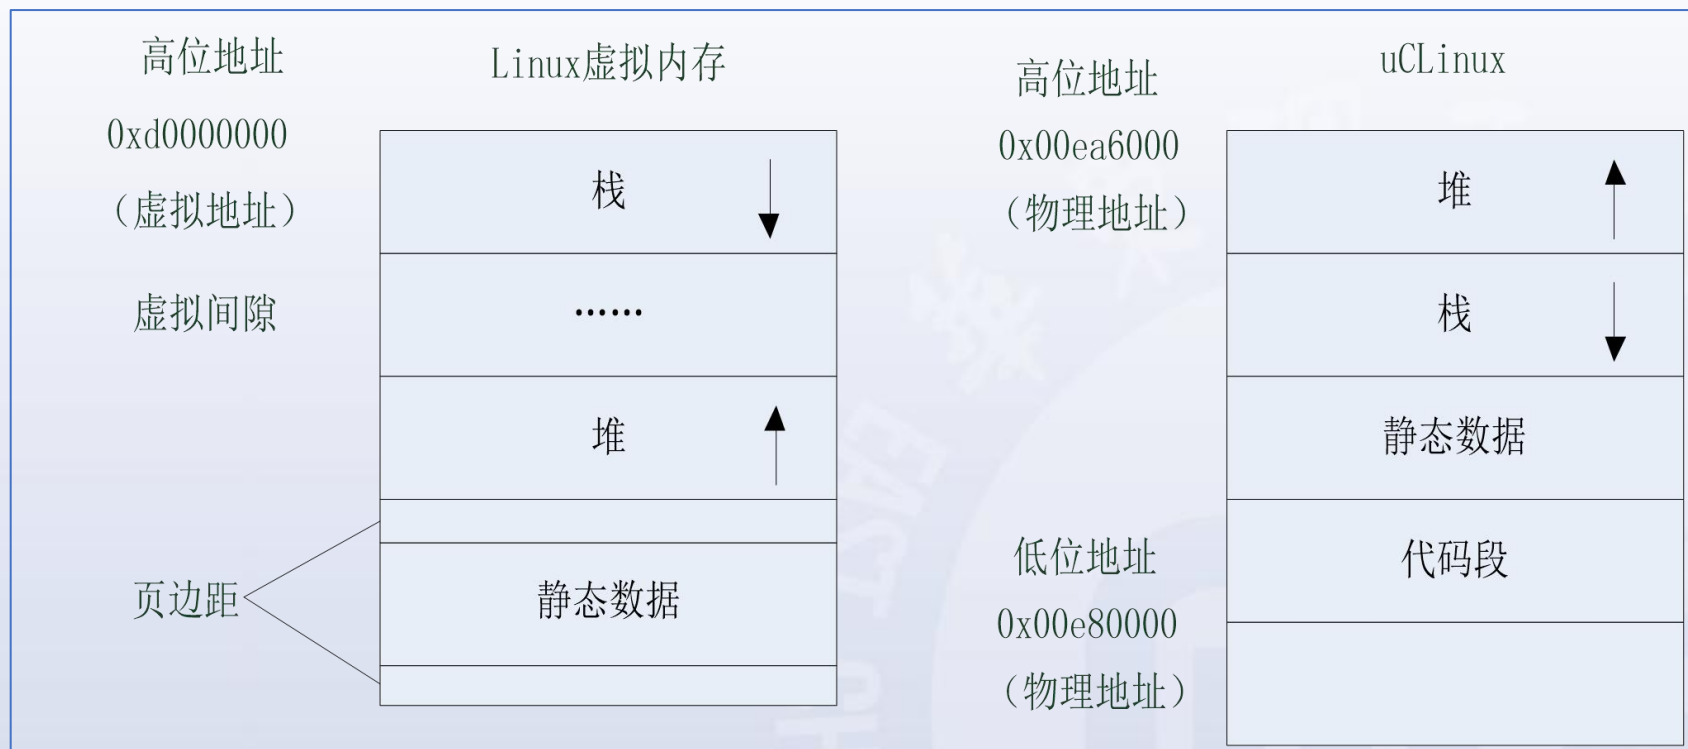 高位地址
Linux虚拟内存
0xd0000000
(虚拟地址)
栈
虚拟间隙
……
堆
页边距
静态数据
uCLinux
高位地址
0x00ea6000
(物理地址)
堆
栈
静态数据
代码段
低位地址
0x00e80000
(物理地址)